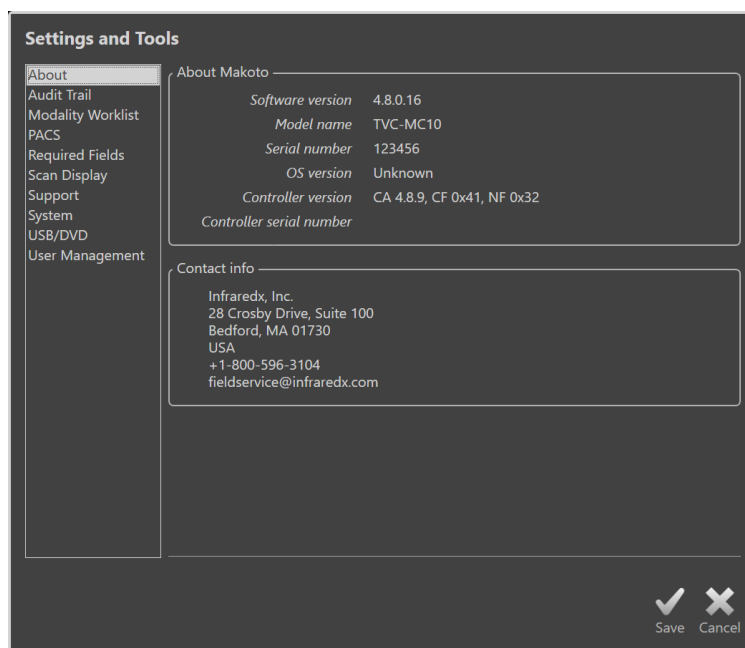 Settings and Tools
About
Audit Trail
Modality Worklist
PACS
Required Fields
Scan Display
Support
System
USB/DVD
User Management
About Makoto
Software version 4.8.0.16
Model name TVC-MC10
Serial number 123456
OS version Unknown
Controller version CA 4.8.9, CF 0x41, NF 0x32
Controller serial number
Contact info
Infraredx, Inc.
28 Crosby Drive, Suite 100
Bedford, MA 01730
USA
+1-800-596-3104
fieldservice@infraredx.com
Save Cancel